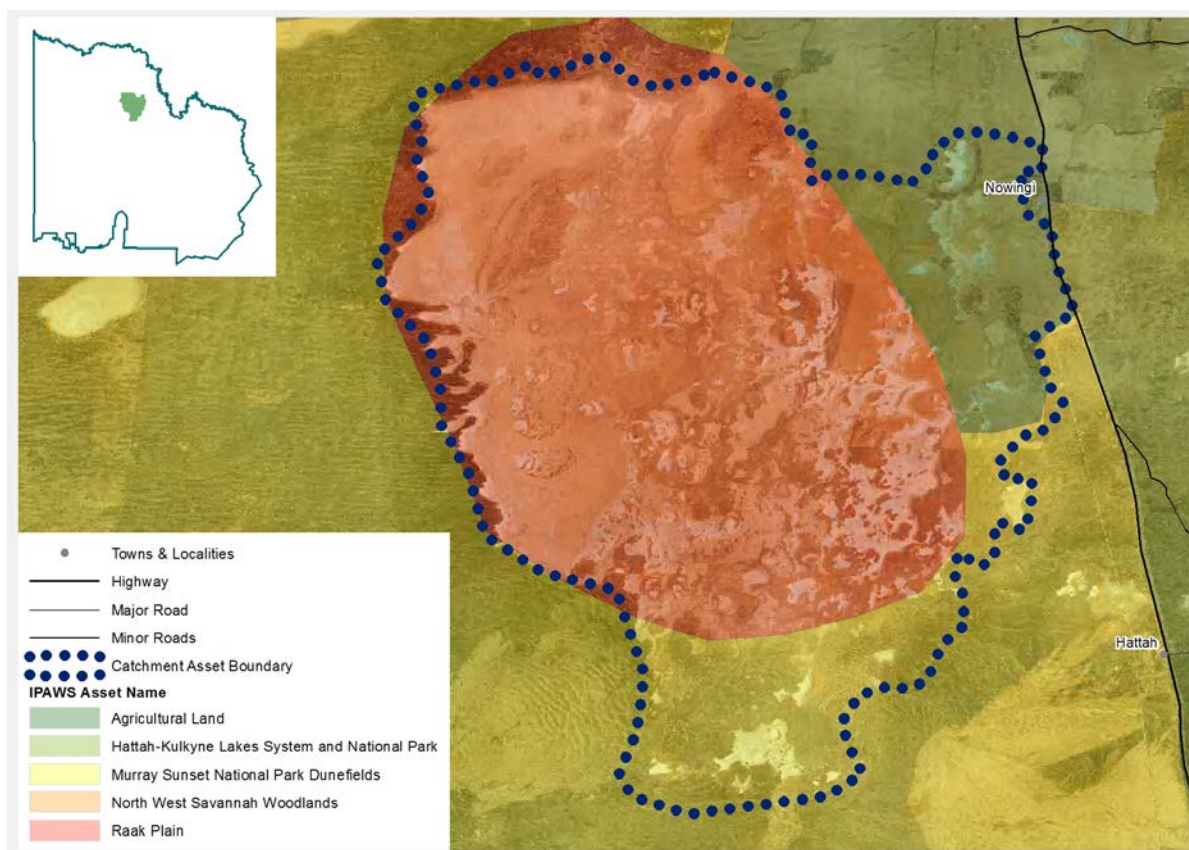 Nowingi
Hattah
Towns & Localities
Highway
Major Road
Minor Roads
Catchment Asset Boundary
IPAWS Asset Name
Agricultural Land
Hattah-Kulkyne Lakes System and National Park
Murray Sunset National Park Dunefields
North West Savannah Woodlands
Raak Plain